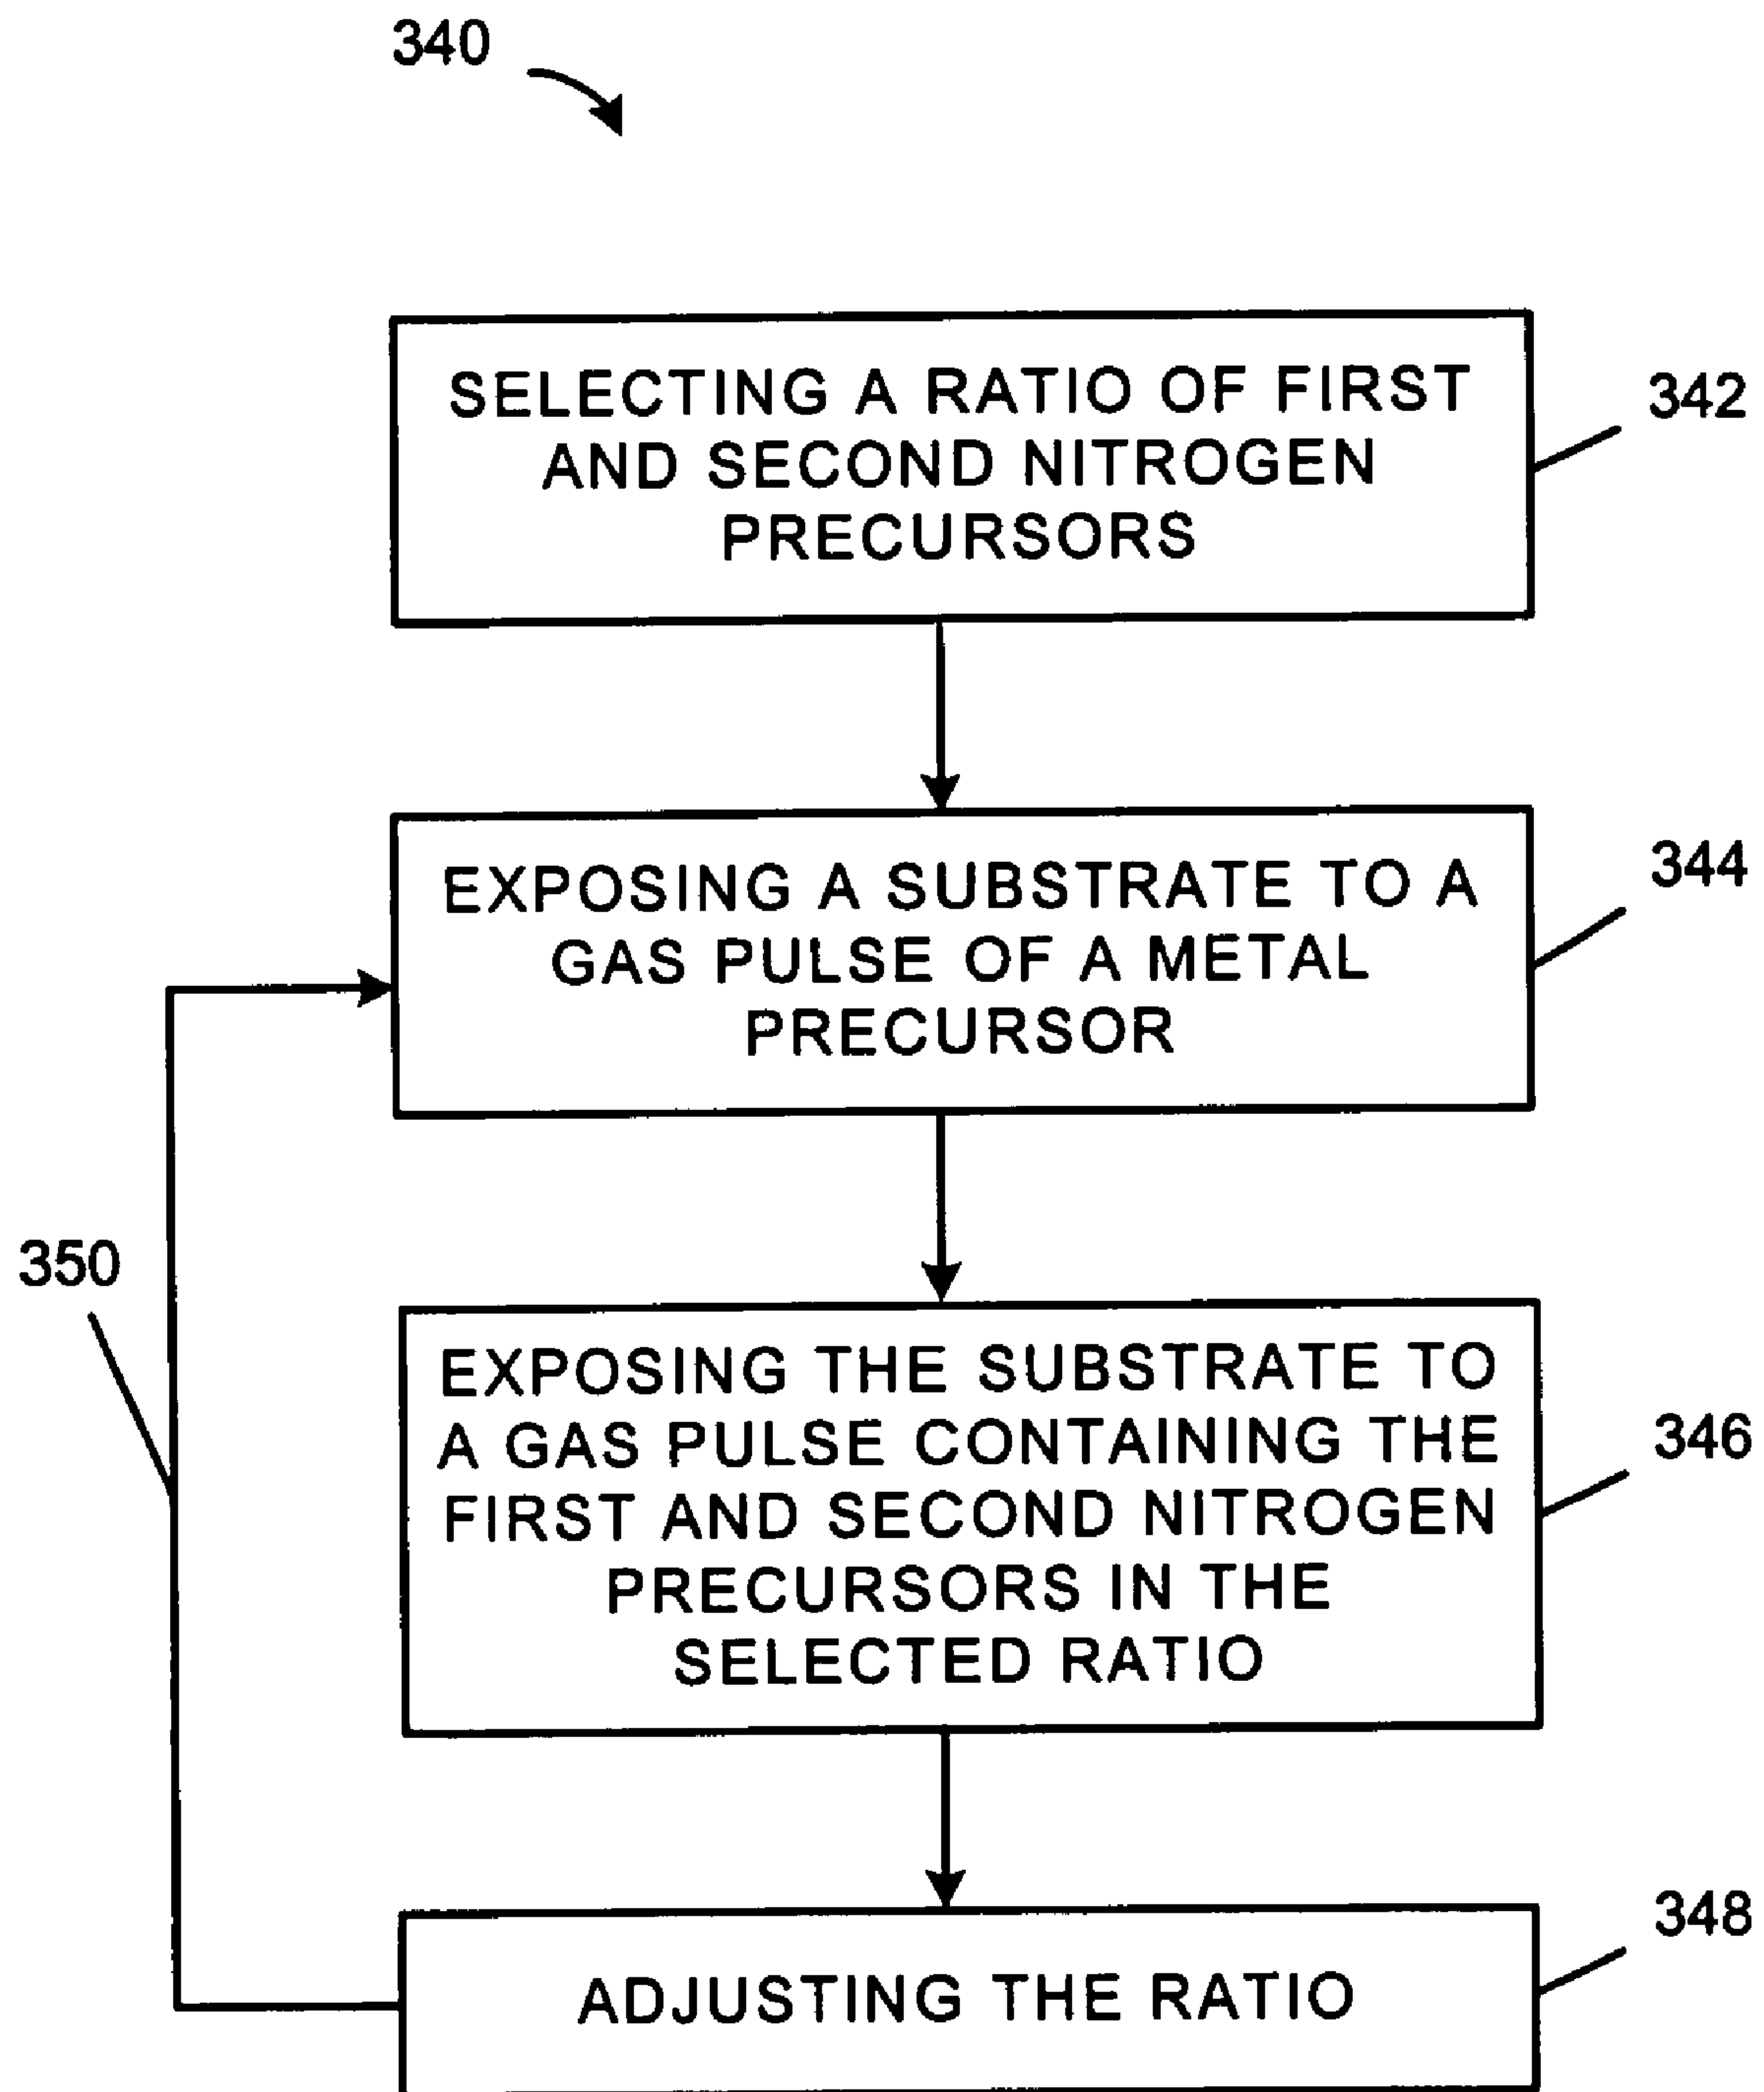 340
SELECTING A RATIO OF FIRST
AND SECOND NITROGEN
PRECURSORS
342
EXPOSING A SUBSTRATE TO A
GAS PULSE OF A METAL
PRECURSOR
344
350
EXPOSING THE SUBSTRATE TO
A GAS PULSE CONTAINING THE
FIRST AND SECOND NITROGEN
PRECURSORS IN THE
SELECTED RATIO
346
ADJUSTING THE RATIO
348